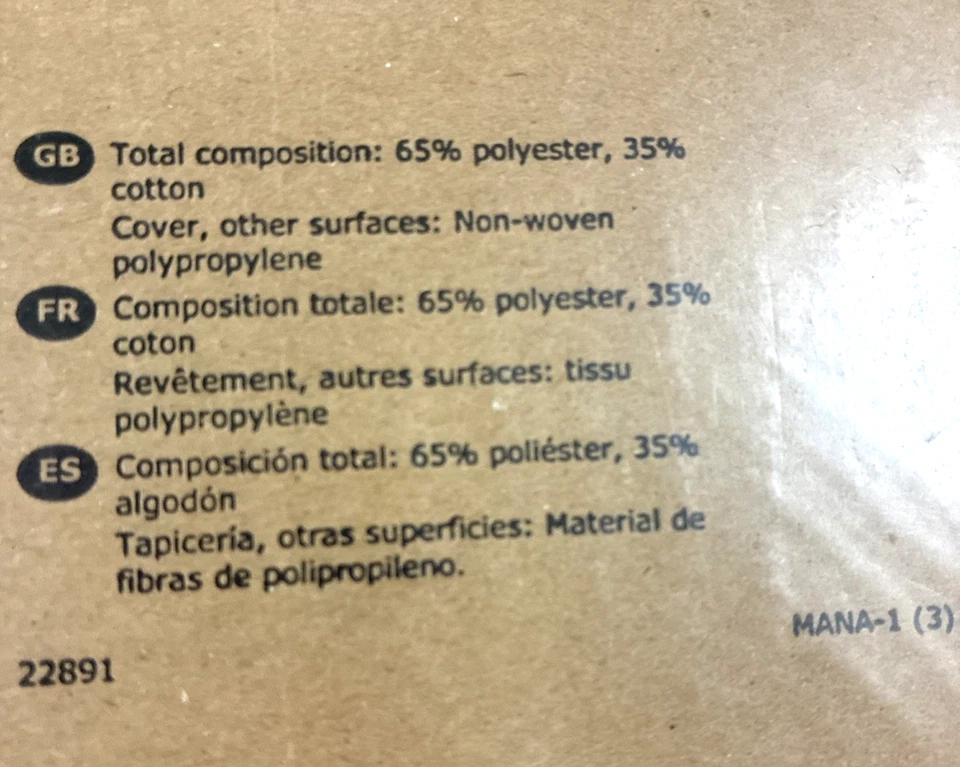 GB Total composition: 65% polyester, 35%
cotton
Cover, other surfaces: Non-woven
polypropylene
FR Composition totale: 65% polyester, 35%
coton
Revêtement, autres surfaces: tissu
polypropylène
ES Composición total: 65% poliéster, 35%
algodón
Tapicería, otras superficies: Material de
fibras de polipropileno.
MANA-1 (3)
22891